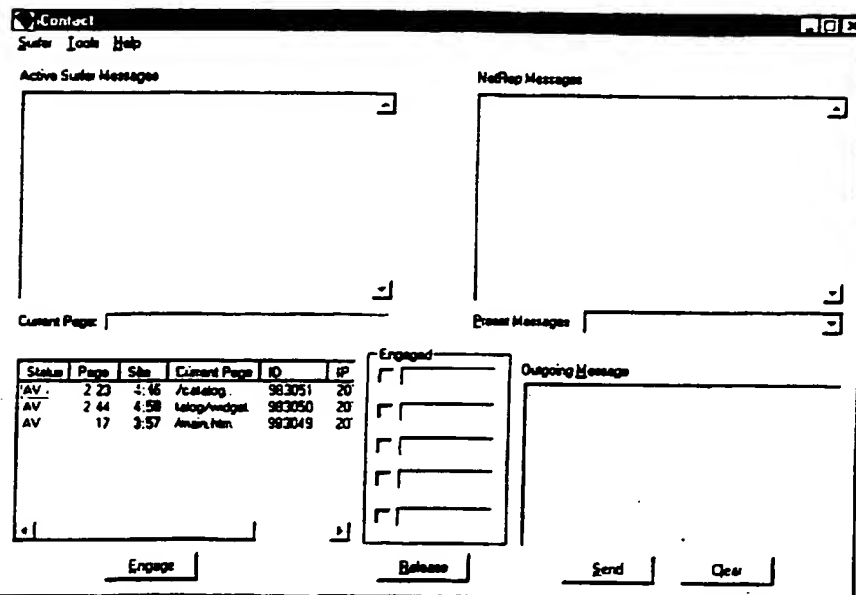 iContact
Surfer Tools Help
Active Surfer Messages
NetRep Messages
Current Page:
Preset Messages
Status Page Site Current Page ID IP
AV 2:23 4:46 /catalog.. 983051 20
AV 2:44 4:58 talog/widget. 983050 20
AV 17 3:57 /main.htm 983049 20
Engaged
Outgoing Message
Engage
Release
Send
Clear